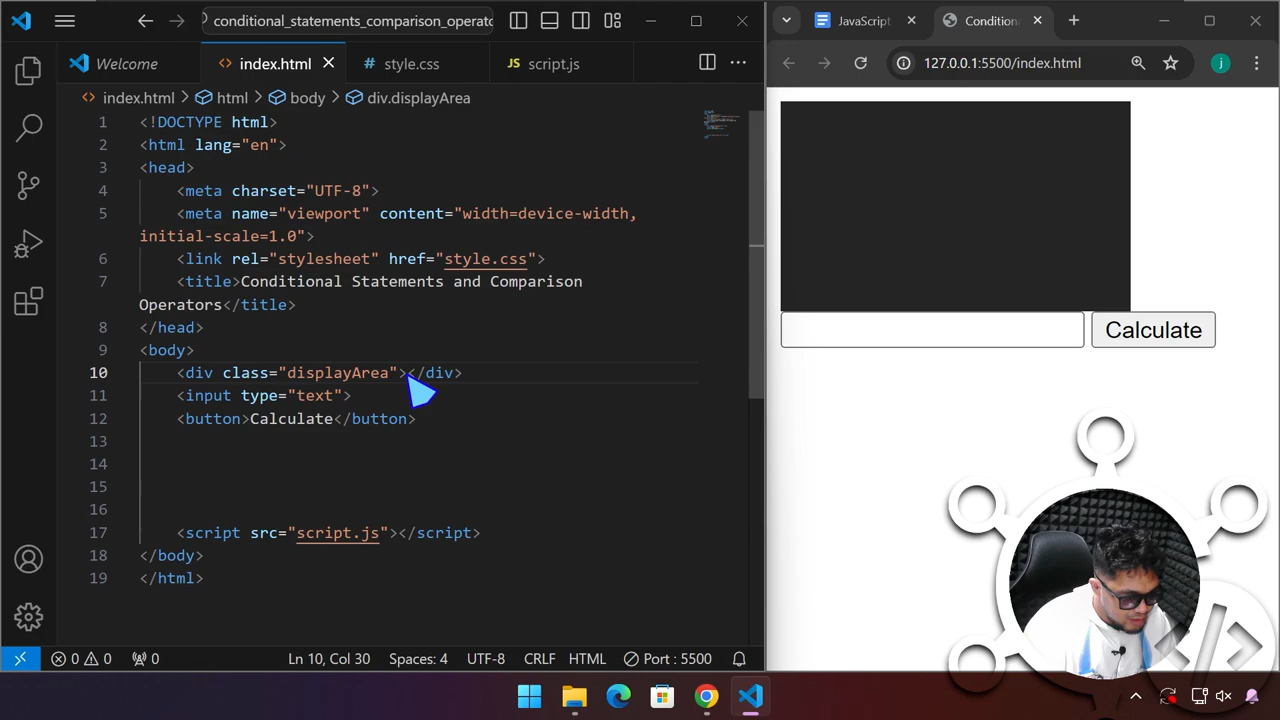 conditional_statements_comparison_operatc
Welcome
index.html
style.css
JS script.js
index.html > html > body > div.displayArea
1 <!DOCTYPE html>
2 <html lang="en">
3 <head>
4 <meta charset="UTF-8">
5 <meta name="viewport" content="width=device-width,
initial-scale=1.0">
6 <link rel="stylesheet" href="style.css">
7 <title>Conditional Statements and Comparison
Operators</title>
8 </head>
9 <body>
10 <div class="displayArea"></div>
11 <input type="text">
12 <button>Calculate</button>
13
14
15
16
17 <script src="script.js"></script>
18 </body>
19 </html>
0 0 0
Ln 10, Col 30
Spaces: 4
UTF-8
CRLF
HTML
Port : 5500
JavaScript
Condition
127.0.0.1:5500/index.html
j
Calculate
</>